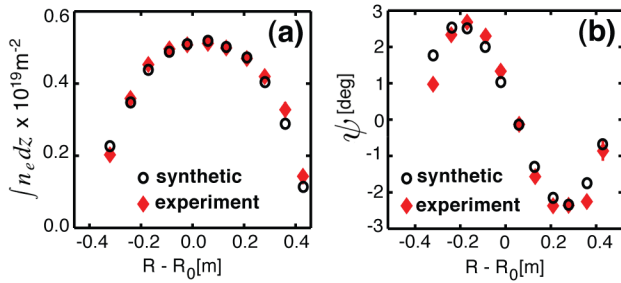 (a)
0.6
0.4
0.2
0.0
∫ n_e dz x 10^19 m^-2
synthetic
experiment
-0.4 -0.2 0.0 0.2 0.4
R - R_0[m]
(b)
3
2
1
0
-1
-2
-3
ψ [deg]
synthetic
experiment
-0.4 -0.2 0 0.2 0.4
R - R_0[m]